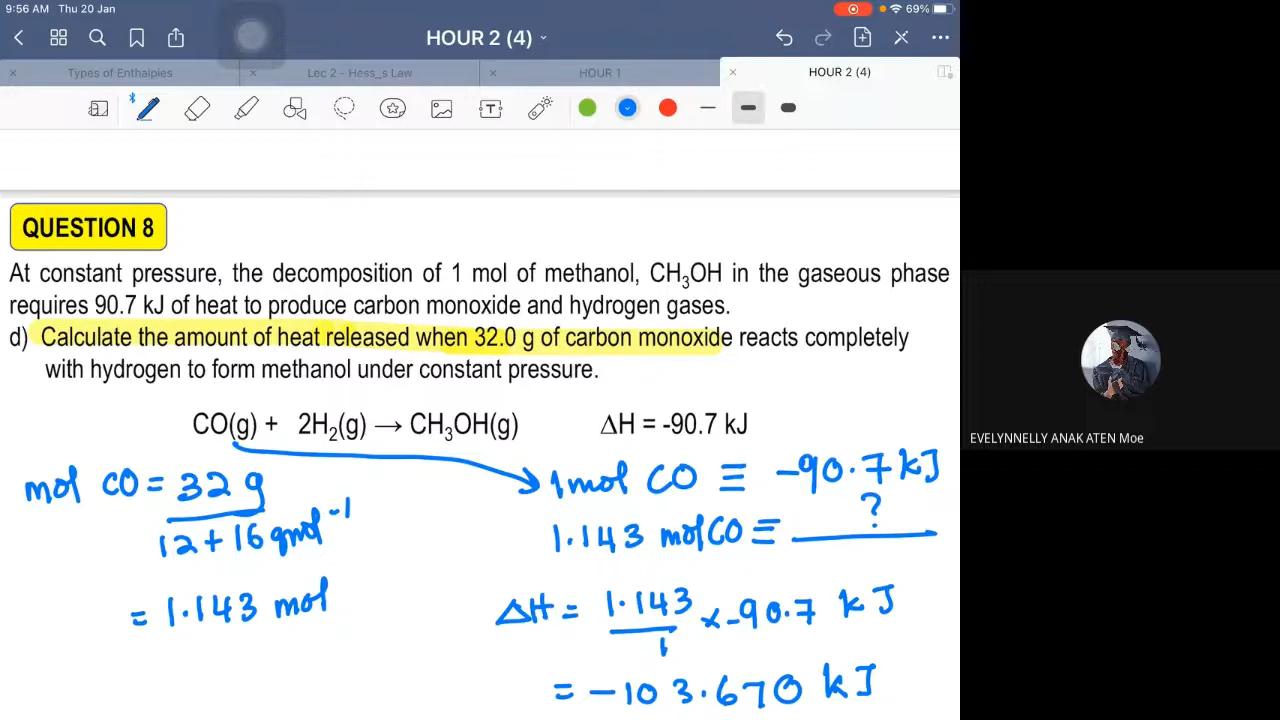 9:56 AM Thu 20 Jan 69%
HOUR 2 (4)
Types of Enthalpies Lec 2 - Hess_s Law HOUR 1 HOUR 2 (4)
QUESTION 8
At constant pressure, the decomposition of 1 mol of methanol, CH₃OH in the gaseous phase
requires 90.7 kJ of heat to produce carbon monoxide and hydrogen gases.
d) Calculate the amount of heat released when 32.0 g of carbon monoxide reacts completely
with hydrogen to form methanol under constant pressure.
CO(g) + 2H₂(g) → CH₃OH(g) ΔH = -90.7 kJ
mol CO = 32 g
12 + 16 gmol⁻¹
= 1.143 mol
1 mol CO ≡ -90.7 kJ
?
1.143 mol CO ≡
ΔH = 1.143 x -90.7 kJ
1
= -103.670 kJ
EVELYNNELLY ANAK ATEN Moe